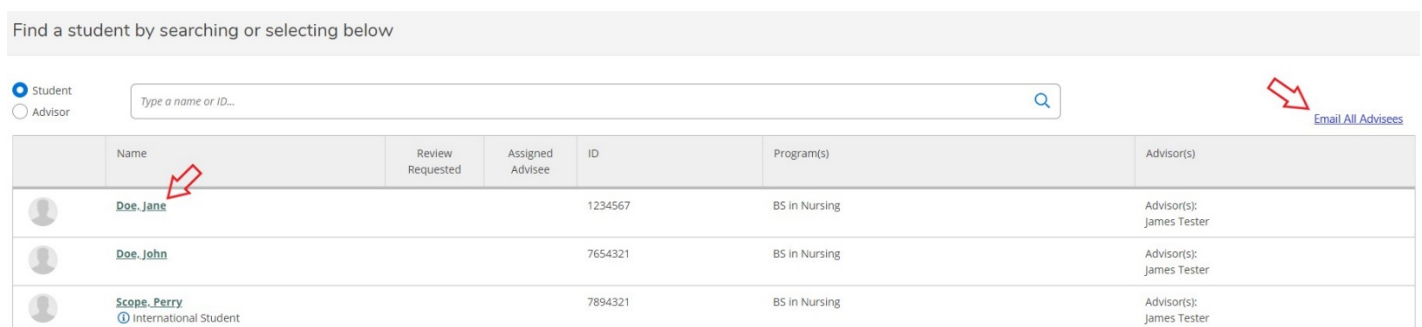 Find a student by searching or selecting below
Student
Advisor
Type a name or ID...
Email All Advisees
Name
Review
Requested
Assigned
Advisee
ID
Program(s)
Advisor(s)
Doe, Jane
1234567
BS in Nursing
Advisor(s):
James Tester
Doe, John
7654321
BS in Nursing
Advisor(s):
James Tester
Scope, Perry
International Student
7894321
BS in Nursing
Advisor(s):
James Tester